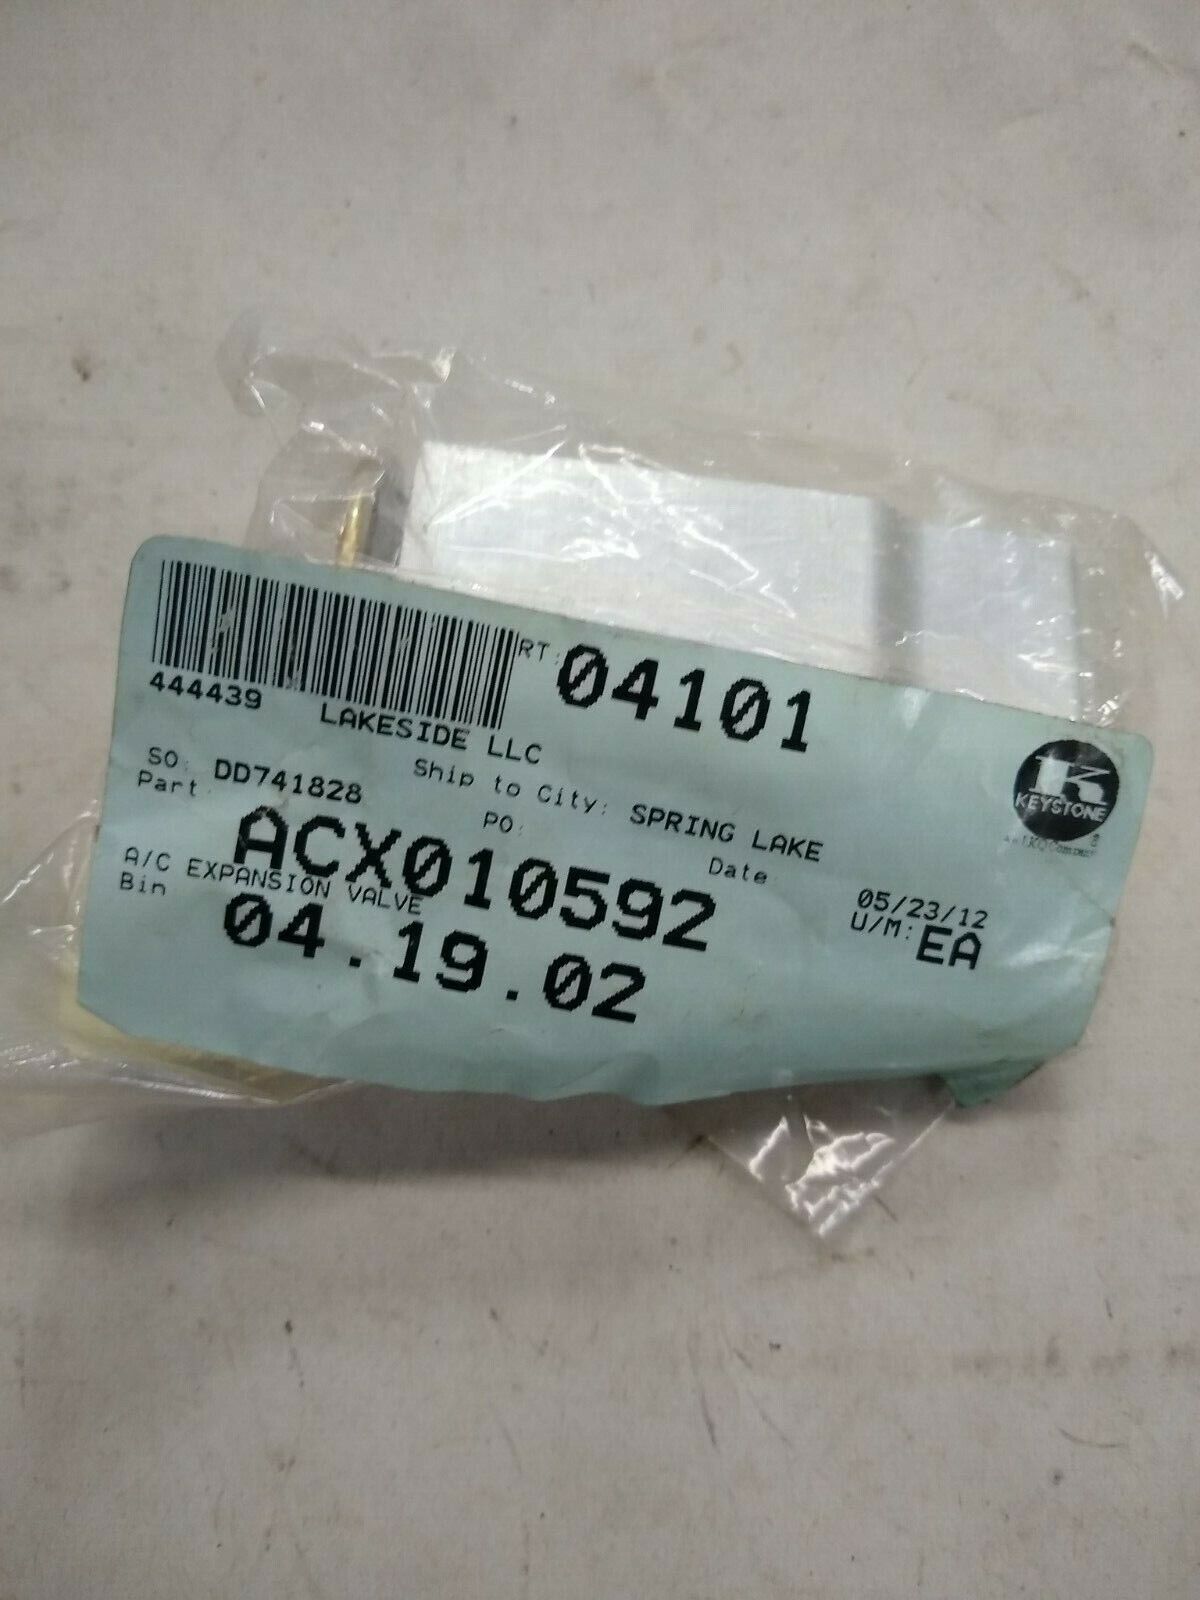 RT: 04101
444439 LAKESIDE LLC
SO: DD741828 Ship to City: SPRING LAKE
Part: ACX010592 PO: Date 05/23/12
A/C EXPANSION VALVE U/M: EA
Bin 04.19.02
K
KEYSTONE
®